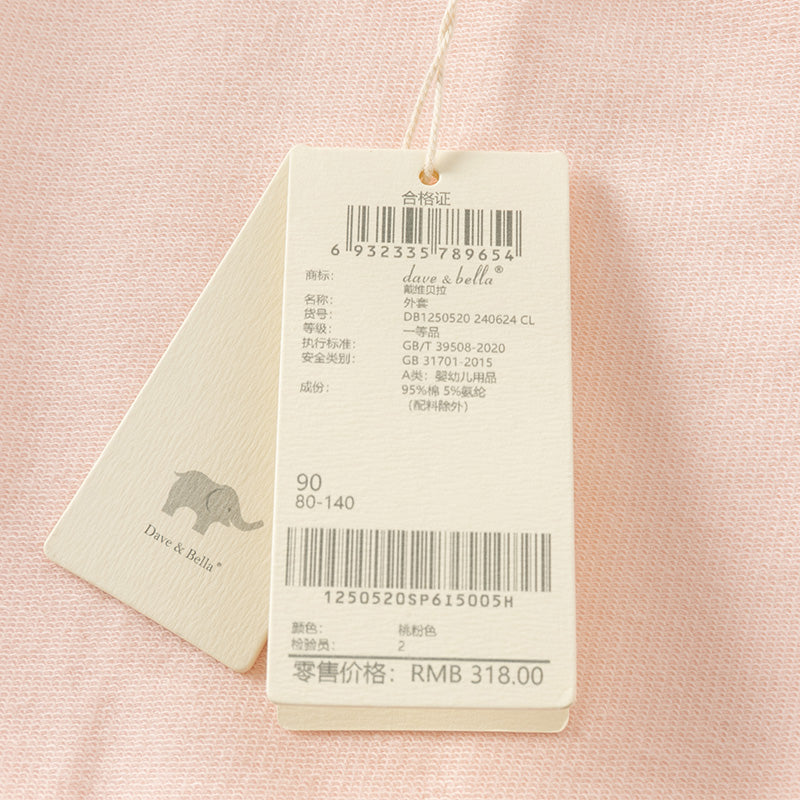 合格证
6 932335 789654
商标: dave & bella®
戴维贝拉
名称: 外套
货号: DB1250520 240624 CL
等级: 一等品
执行标准: GB/T 39508-2020
安全类别: GB 31701-2015
A类: 婴幼儿用品
成份: 95%棉 5%氨纶
（配料除外）
90
80-140
1250520SP6I5005H
颜色: 桃粉色
检验员: 2
零售价格: RMB 318.00
Dave & Bella®